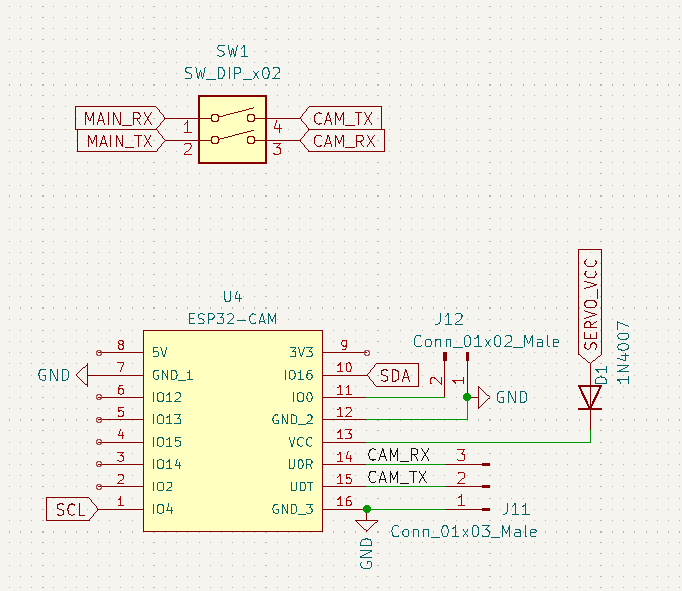 SW1
SW_DIP_x02
MAIN_RX 1 4 CAM_TX
MAIN_TX 2 3 CAM_RX
SERVO_VCC
D1
1N4007
U4
ESP32-CAM
J12
Conn_01x02_Male
2 1
GND
8 5V 3V3 9
GND 7 GND_1 IO16 10 SDA
6 IO12 IO0 11
5 IO13 GND_2 12
4 IO15 VCC 13
3 IO14 U0R 14 CAM_RX 3
2 IO2 UDT 15 CAM_TX 2
SCL 1 IO4 GND_3 16 1 J11
Conn_01x03_Male
GND